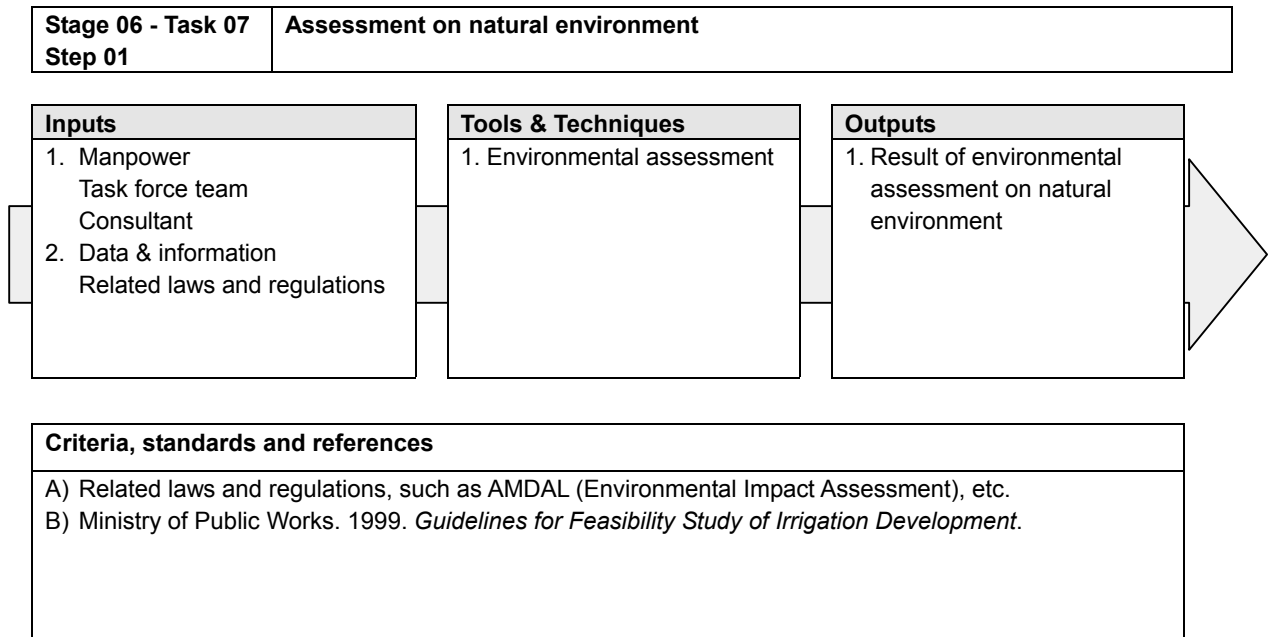 Stage 06 - Task 07
Step 01
Assessment on natural environment
Inputs
1. Manpower
Task force team
Consultant
2. Data & information
Related laws and regulations
Tools & Techniques
1. Environmental assessment
Outputs
1. Result of environmental
assessment on natural
environment
Criteria, standards and references
A) Related laws and regulations, such as AMDAL (Environmental Impact Assessment), etc.
B) Ministry of Public Works. 1999. Guidelines for Feasibility Study of Irrigation Development.